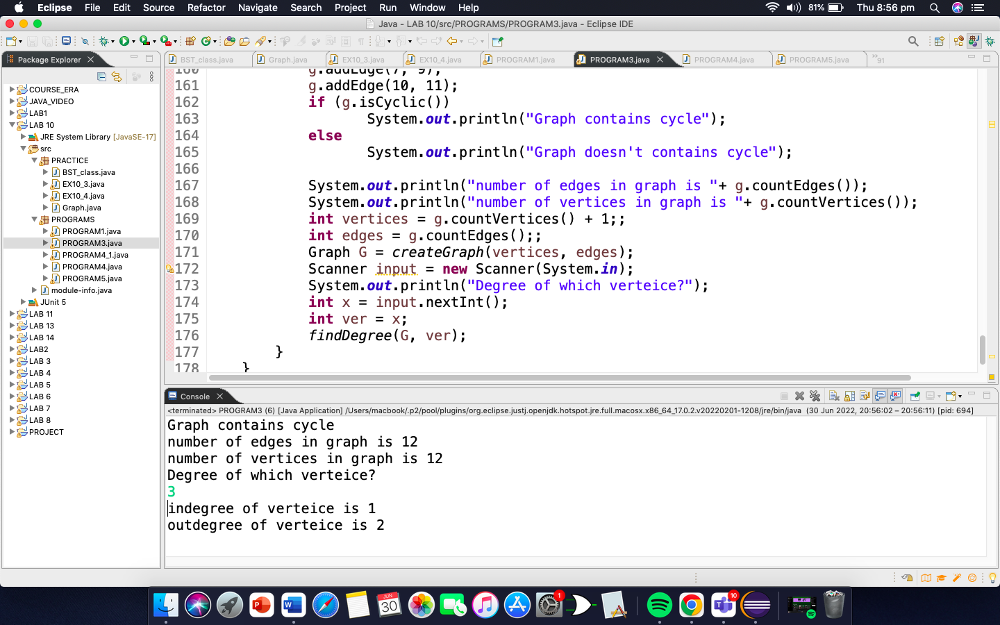 Eclipse File Edit Source Refactor Navigate Search Project Run Window Help 81% Thu 8:56 pm
Java - LAB 10/src/PROGRAMS/PROGRAM3.java - Eclipse IDE
Package Explorer
BST_class.java Graph.java EX10_3.java EX10_4.java PROGRAM1.java PROGRAM3.java PROGRAM4.java PROGRAM5.java »91
COURSE_ERA
JAVA_VIDEO
LAB1
LAB 10
JRE System Library [JavaSE-17]
src
PRACTICE
BST_class.java
EX10_3.java
EX10_4.java
Graph.java
PROGRAMS
PROGRAM1.java
PROGRAM3.java
PROGRAM4_1.java
PROGRAM4.java
PROGRAM5.java
module-info.java
JUnit 5
LAB 11
LAB 13
LAB 14
LAB2
LAB 3
LAB 4
LAB 5
LAB 6
LAB 7
LAB 8
PROJECT
160 g.addEdge(7, 9);
161 g.addEdge(10, 11);
162 if (g.isCyclic())
163 System.out.println("Graph contains cycle");
164 else
165 System.out.println("Graph doesn't contains cycle");
166
167 System.out.println("number of edges in graph is "+ g.countEdges());
168 System.out.println("number of vertices in graph is "+ g.countVertices());
169 int vertices = g.countVertices() + 1;;
170 int edges = g.countEdges();;
171 Graph G = createGraph(vertices, edges);
172 Scanner input = new Scanner(System.in);
173 System.out.println("Degree of which verteice?");
174 int x = input.nextInt();
175 int ver = x;
176 findDegree(G, ver);
177 }
178 }
Console
<terminated> PROGRAM3 (6) [Java Application] /Users/macbook/.p2/pool/plugins/org.eclipse.justj.openjdk.hotspot.jre.full.macosx.x86_64_17.0.2.v20220201-1208/jre/bin/java (30 Jun 2022, 20:56:02 – 20:56:11) [pid: 694]
Graph contains cycle
number of edges in graph is 12
number of vertices in graph is 12
Degree of which verteice?
3
indegree of verteice is 1
outdegree of verteice is 2
JUN
30
1
10